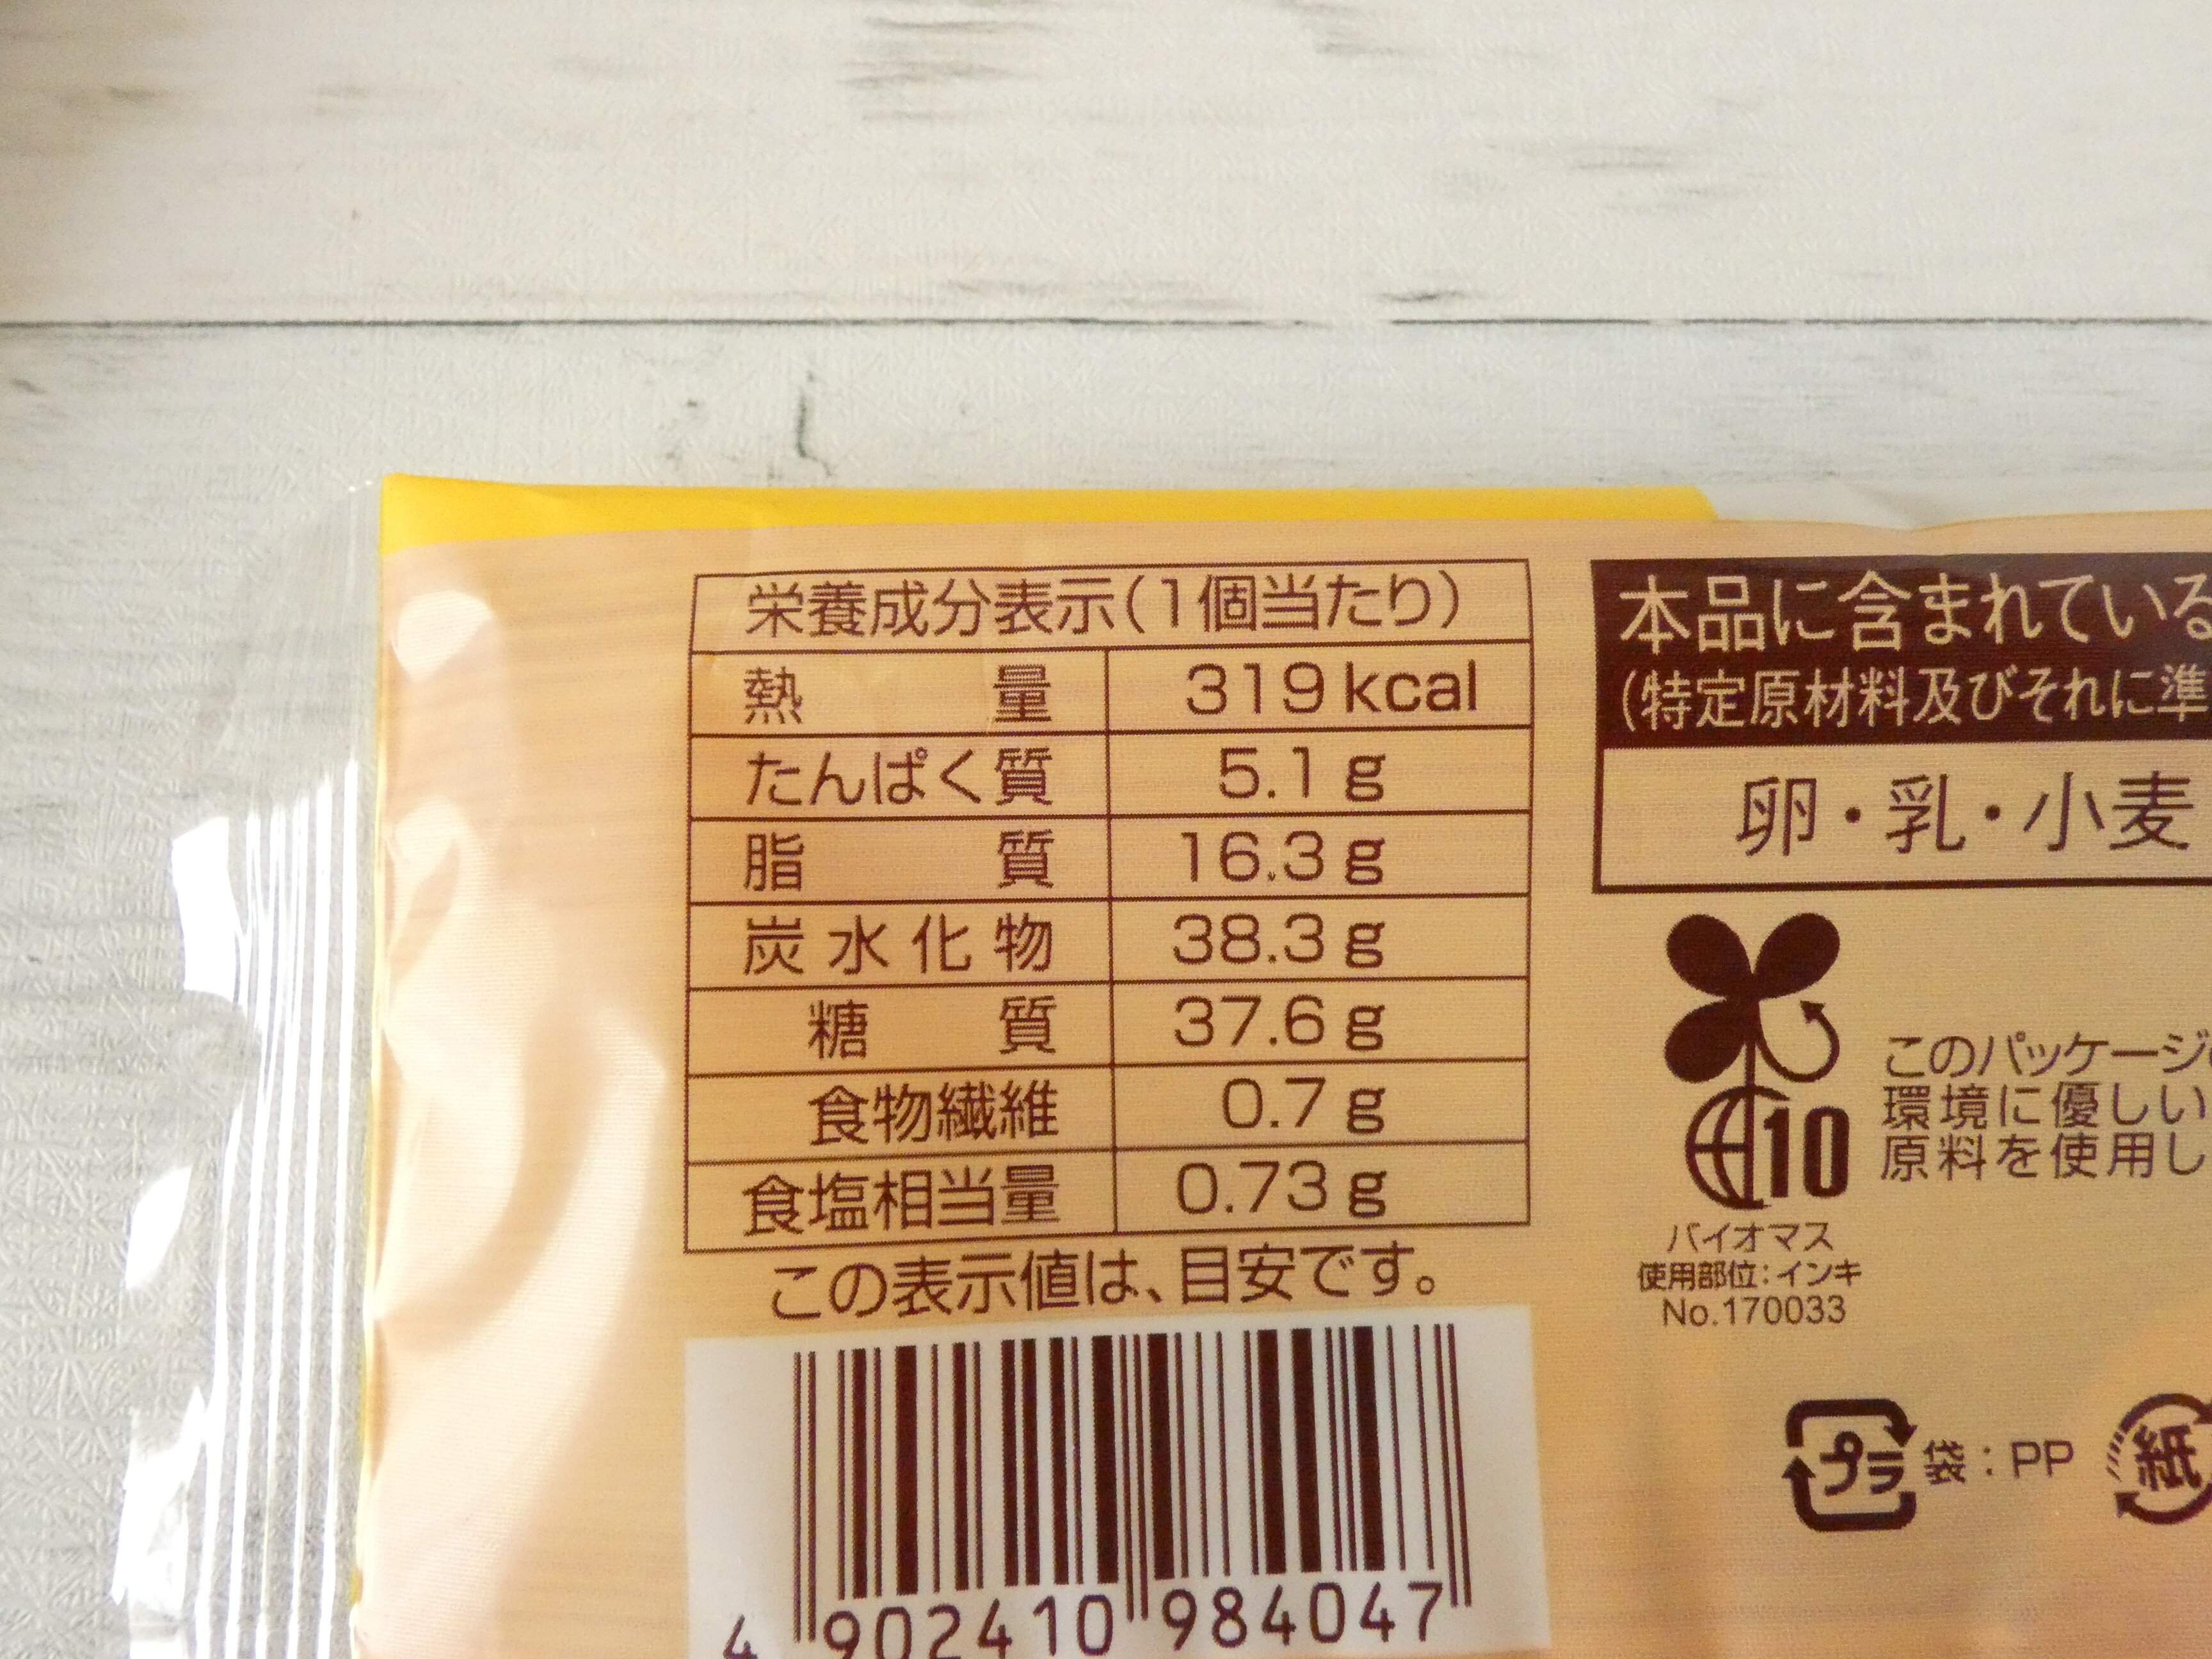 栄養成分表示(1個当たり)
熱量 319kcal
たんぱく質 5.1g
脂質 16.3g
炭水化物 38.3g
糖質 37.6g
食物繊維 0.7g
食塩相当量 0.73g
この表示値は、目安です。
4 902410 984047
本品に含まれている
(特定原材料及びそれに準
卵・乳・小麦
10
バイオマス
使用部位:インキ
No.170033
このパッケージ
環境に優しい
原料を使用し
プラ 袋:PP
紙